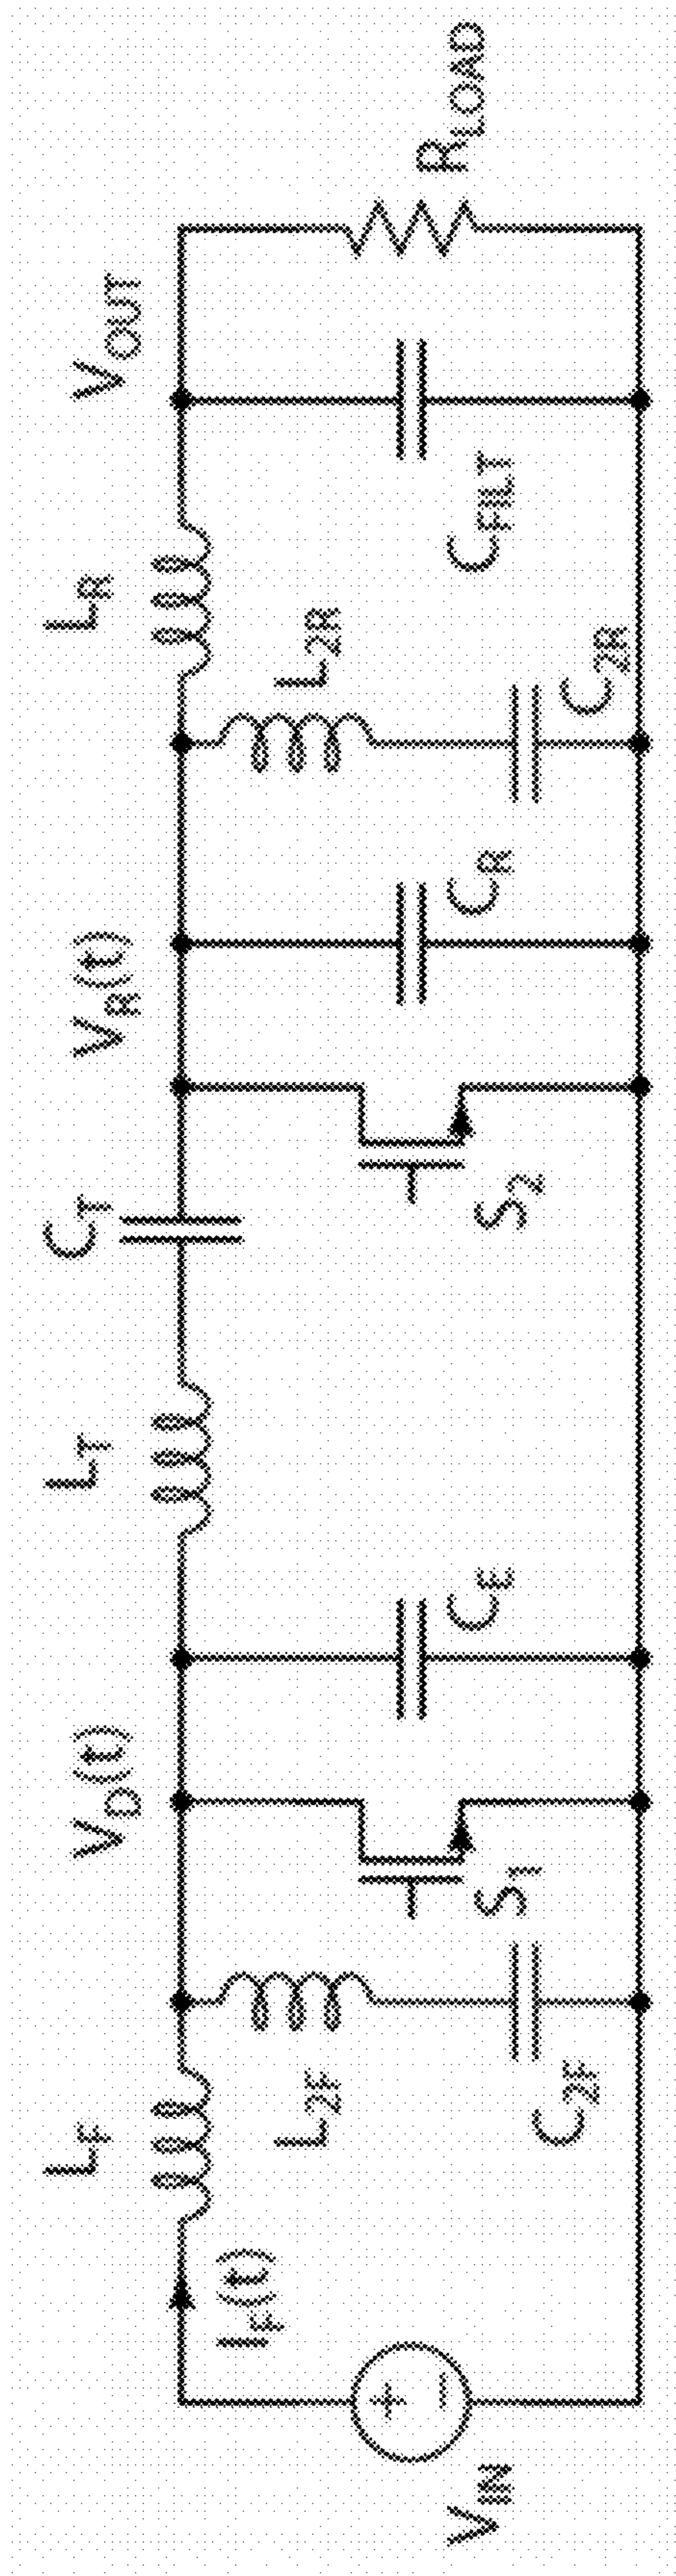 V_IN
+
−
I_F(t)
L_F
L_2F
C_2F
S_1
V_D(t)
C_E
L_T
C_T
S_2
V_R(t)
C_R
L_2R
C_2R
L_R
C_FILT
V_OUT
R_LOAD